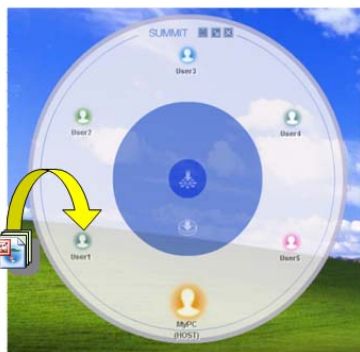 SUMMIT
User3
User2
User4
User1
User5
MyPC
(HOST)